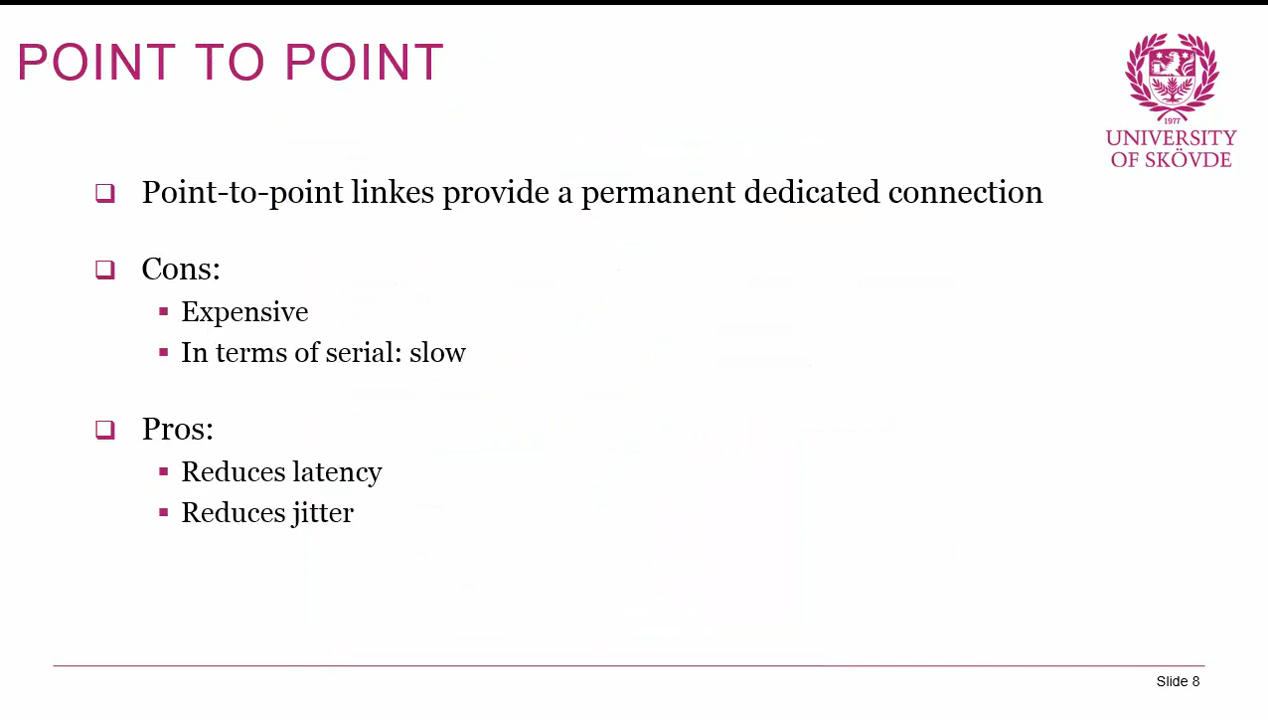 POINT TO POINT
1977
UNIVERSITY
OF SKÖVDE
Point-to-point linkes provide a permanent dedicated connection
Cons:
Expensive
In terms of serial: slow
Pros:
Reduces latency
Reduces jitter
Slide 8